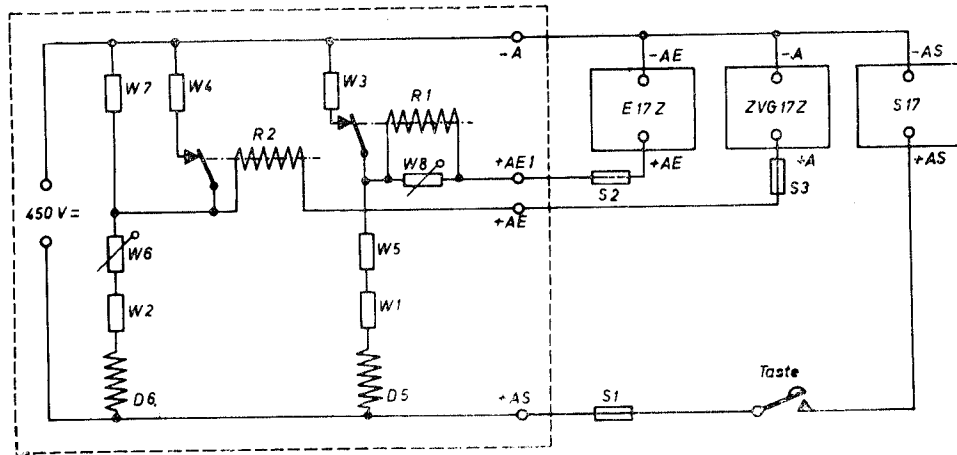 -A
-AE
-A
-AS
W7
W4
W3
R1
E 17 Z
ZVG 17 Z
S 17
R2
W8
+AE1
+AE
+A
+AS
S2
S3
450 V =
+AE
W6
W5
W2
W1
D6.
D5
+AS
S1
Taste